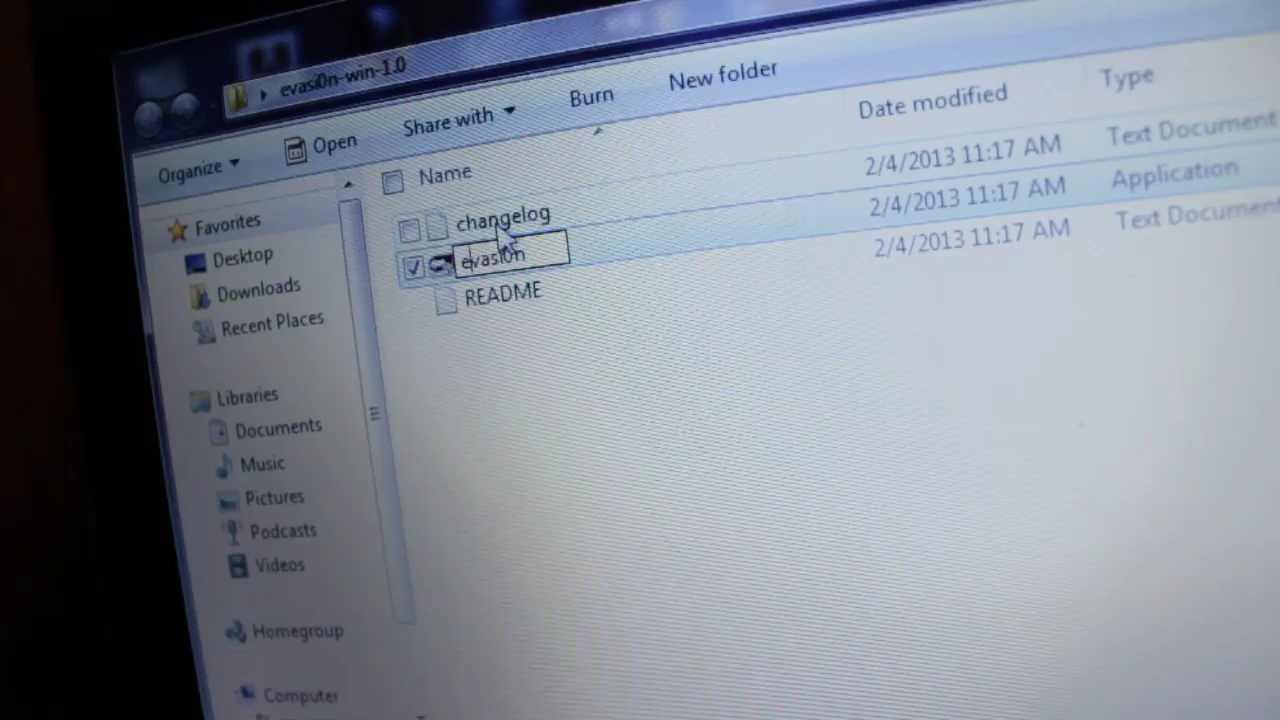 evasi0n-win-1.0
Organize Open Share with Burn New folder
Name Date modified Type
changelog 2/4/2013 11:17 AM Text Document
evasi0n 2/4/2013 11:17 AM Application
README 2/4/2013 11:17 AM Text Document
Favorites
Desktop
Downloads
Recent Places
Libraries
Documents
Music
Pictures
Podcasts
Videos
Homegroup
Computer